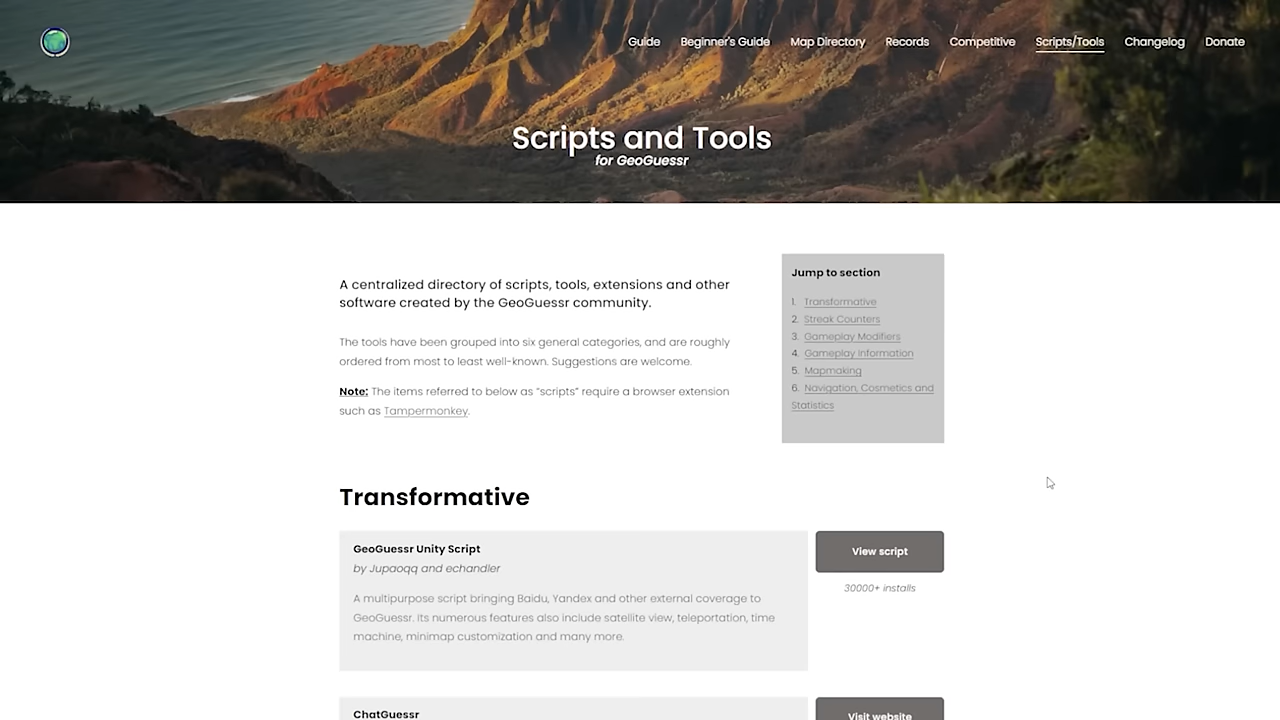 Guide Beginner's Guide Map Directory Records Competitive Scripts/Tools Changelog Donate
Scripts and Tools
for GeoGuessr
A centralized directory of scripts, tools, extensions and other
software created by the GeoGuessr community.
The tools have been grouped into six general categories, and are roughly
ordered from most to least well-known. Suggestions are welcome.
Note: The items referred to below as "scripts" require a browser extension
such as Tampermonkey.
Jump to section
1. Transformative
2. Streak Counters
3. Gameplay Modifiers
4. Gameplay Information
5. Mapmaking
6. Navigation, Cosmetics and
Statistics
Transformative
GeoGuessr Unity Script
by Jupaoqq and echandler
A multipurpose script bringing Baidu, Yandex and other external coverage to
GeoGuessr. Its numerous features also include satellite view, teleportation, time
machine, minimap customization and many more.
View script
30000+ installs
ChatGuessr
Visit website